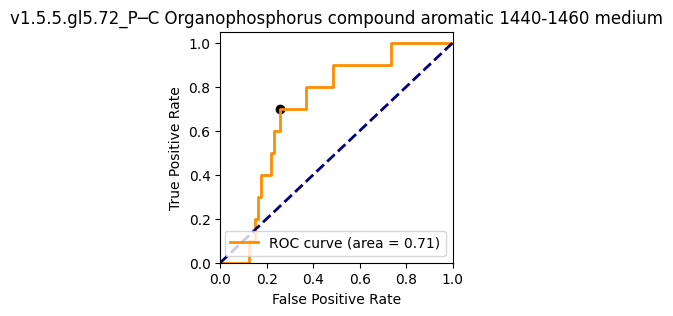 v1.5.5.gl5.72_P─C Organophosphorus compound aromatic 1440-1460 medium
1.0
0.8
0.6
0.4
0.2
0.0
True Positive Rate
ROC curve (area = 0.71)
0.0 0.2 0.4 0.6 0.8 1.0
False Positive Rate